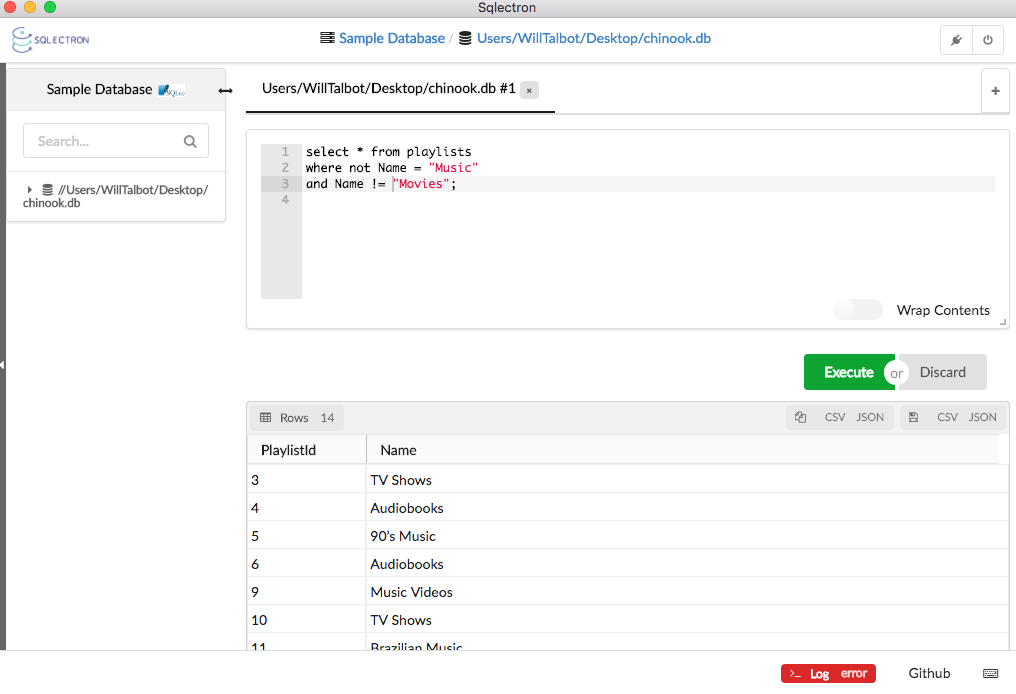 Sqlectron
SQLECTRON
Sample Database / Users/WillTalbot/Desktop/chinook.db
Sample Database SQLite
Users/WillTalbot/Desktop/chinook.db #1 ×
+
Search...
//Users/WillTalbot/Desktop/
chinook.db
1 select * from playlists
2 where not Name = "Music"
3 and Name != "Movies";
4
Wrap Contents
Execute or Discard
Rows 14 CSV JSON CSV JSON
PlaylistId Name
3 TV Shows
4 Audiobooks
5 90’s Music
6 Audiobooks
9 Music Videos
10 TV Shows
11 Brazilian Music
>_ Log error Github